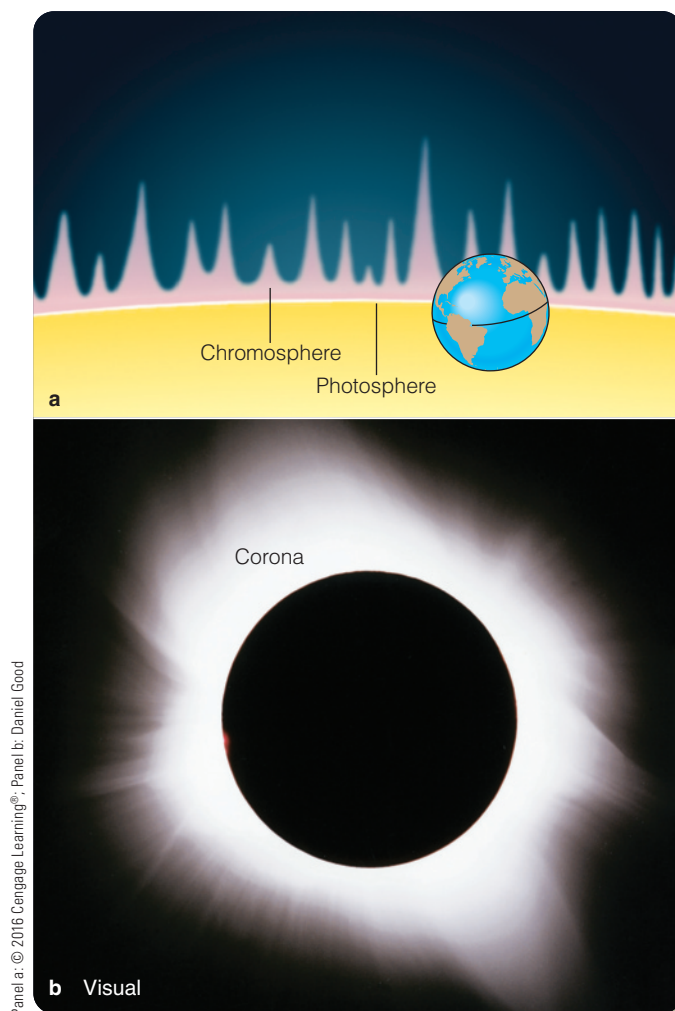 Chromosphere
Photosphere
a
Corona
b Visual
Panel a: © 2016 Cengage Learning®; Panel b: Daniel Good